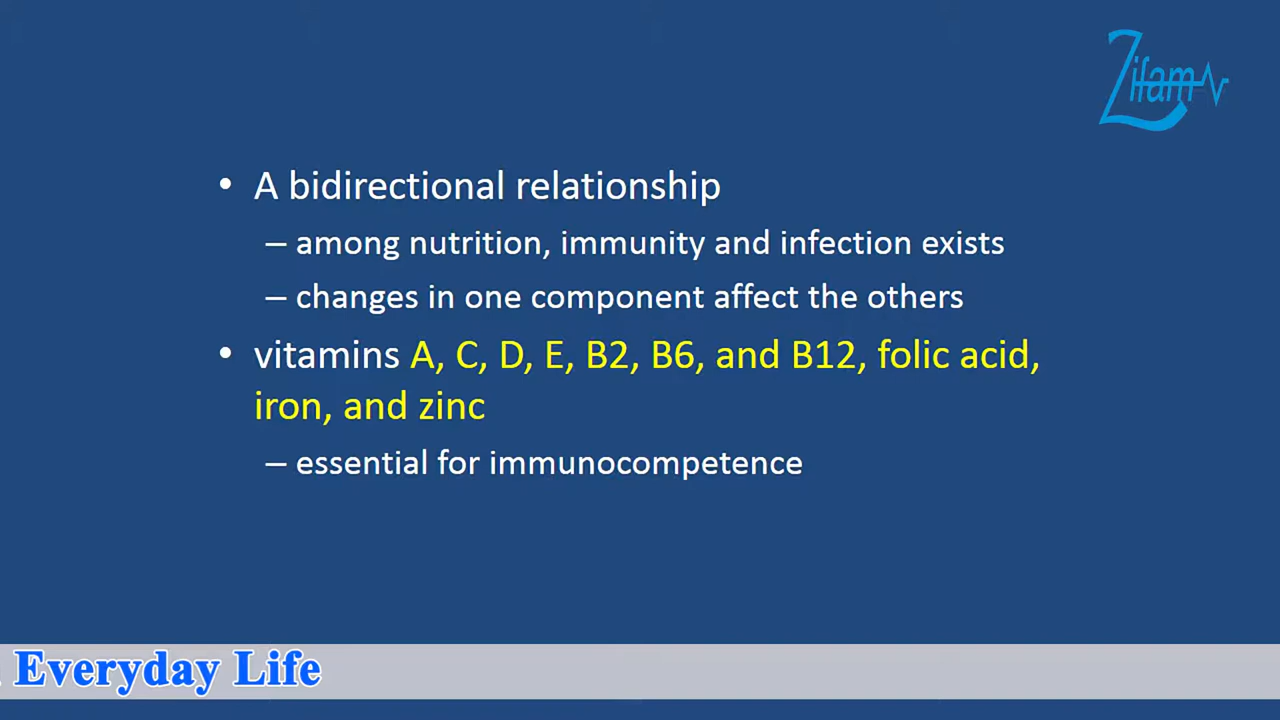 Zifam
• A bidirectional relationship
– among nutrition, immunity and infection exists
– changes in one component affect the others
• vitamins A, C, D, E, B2, B6, and B12, folic acid,
iron, and zinc
– essential for immunocompetence
Everyday Life